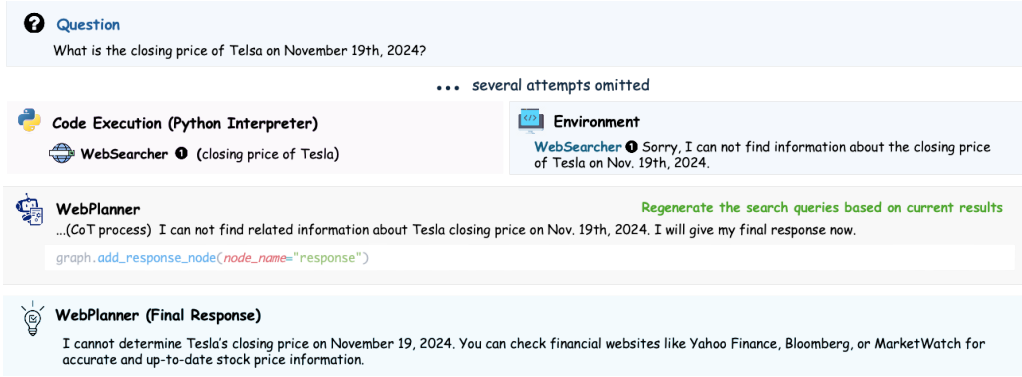 Question
What is the closing price of Telsa on November 19th, 2024?
... several attempts omitted
Code Execution (Python Interpreter)
WebSearcher 1 (closing price of Tesla)
Environment
WebSearcher 1 Sorry, I can not find information about the closing price
of Tesla on Nov. 19th, 2024.
WebPlanner
Regenerate the search queries based on current results
...(CoT process) I can not find related information about Tesla closing price on Nov. 19th, 2024. I will give my final response now.
graph.add_response_node(node_name="response")
WebPlanner (Final Response)
I cannot determine Tesla's closing price on November 19, 2024. You can check financial websites like Yahoo Finance, Bloomberg, or MarketWatch for
accurate and up-to-date stock price information.